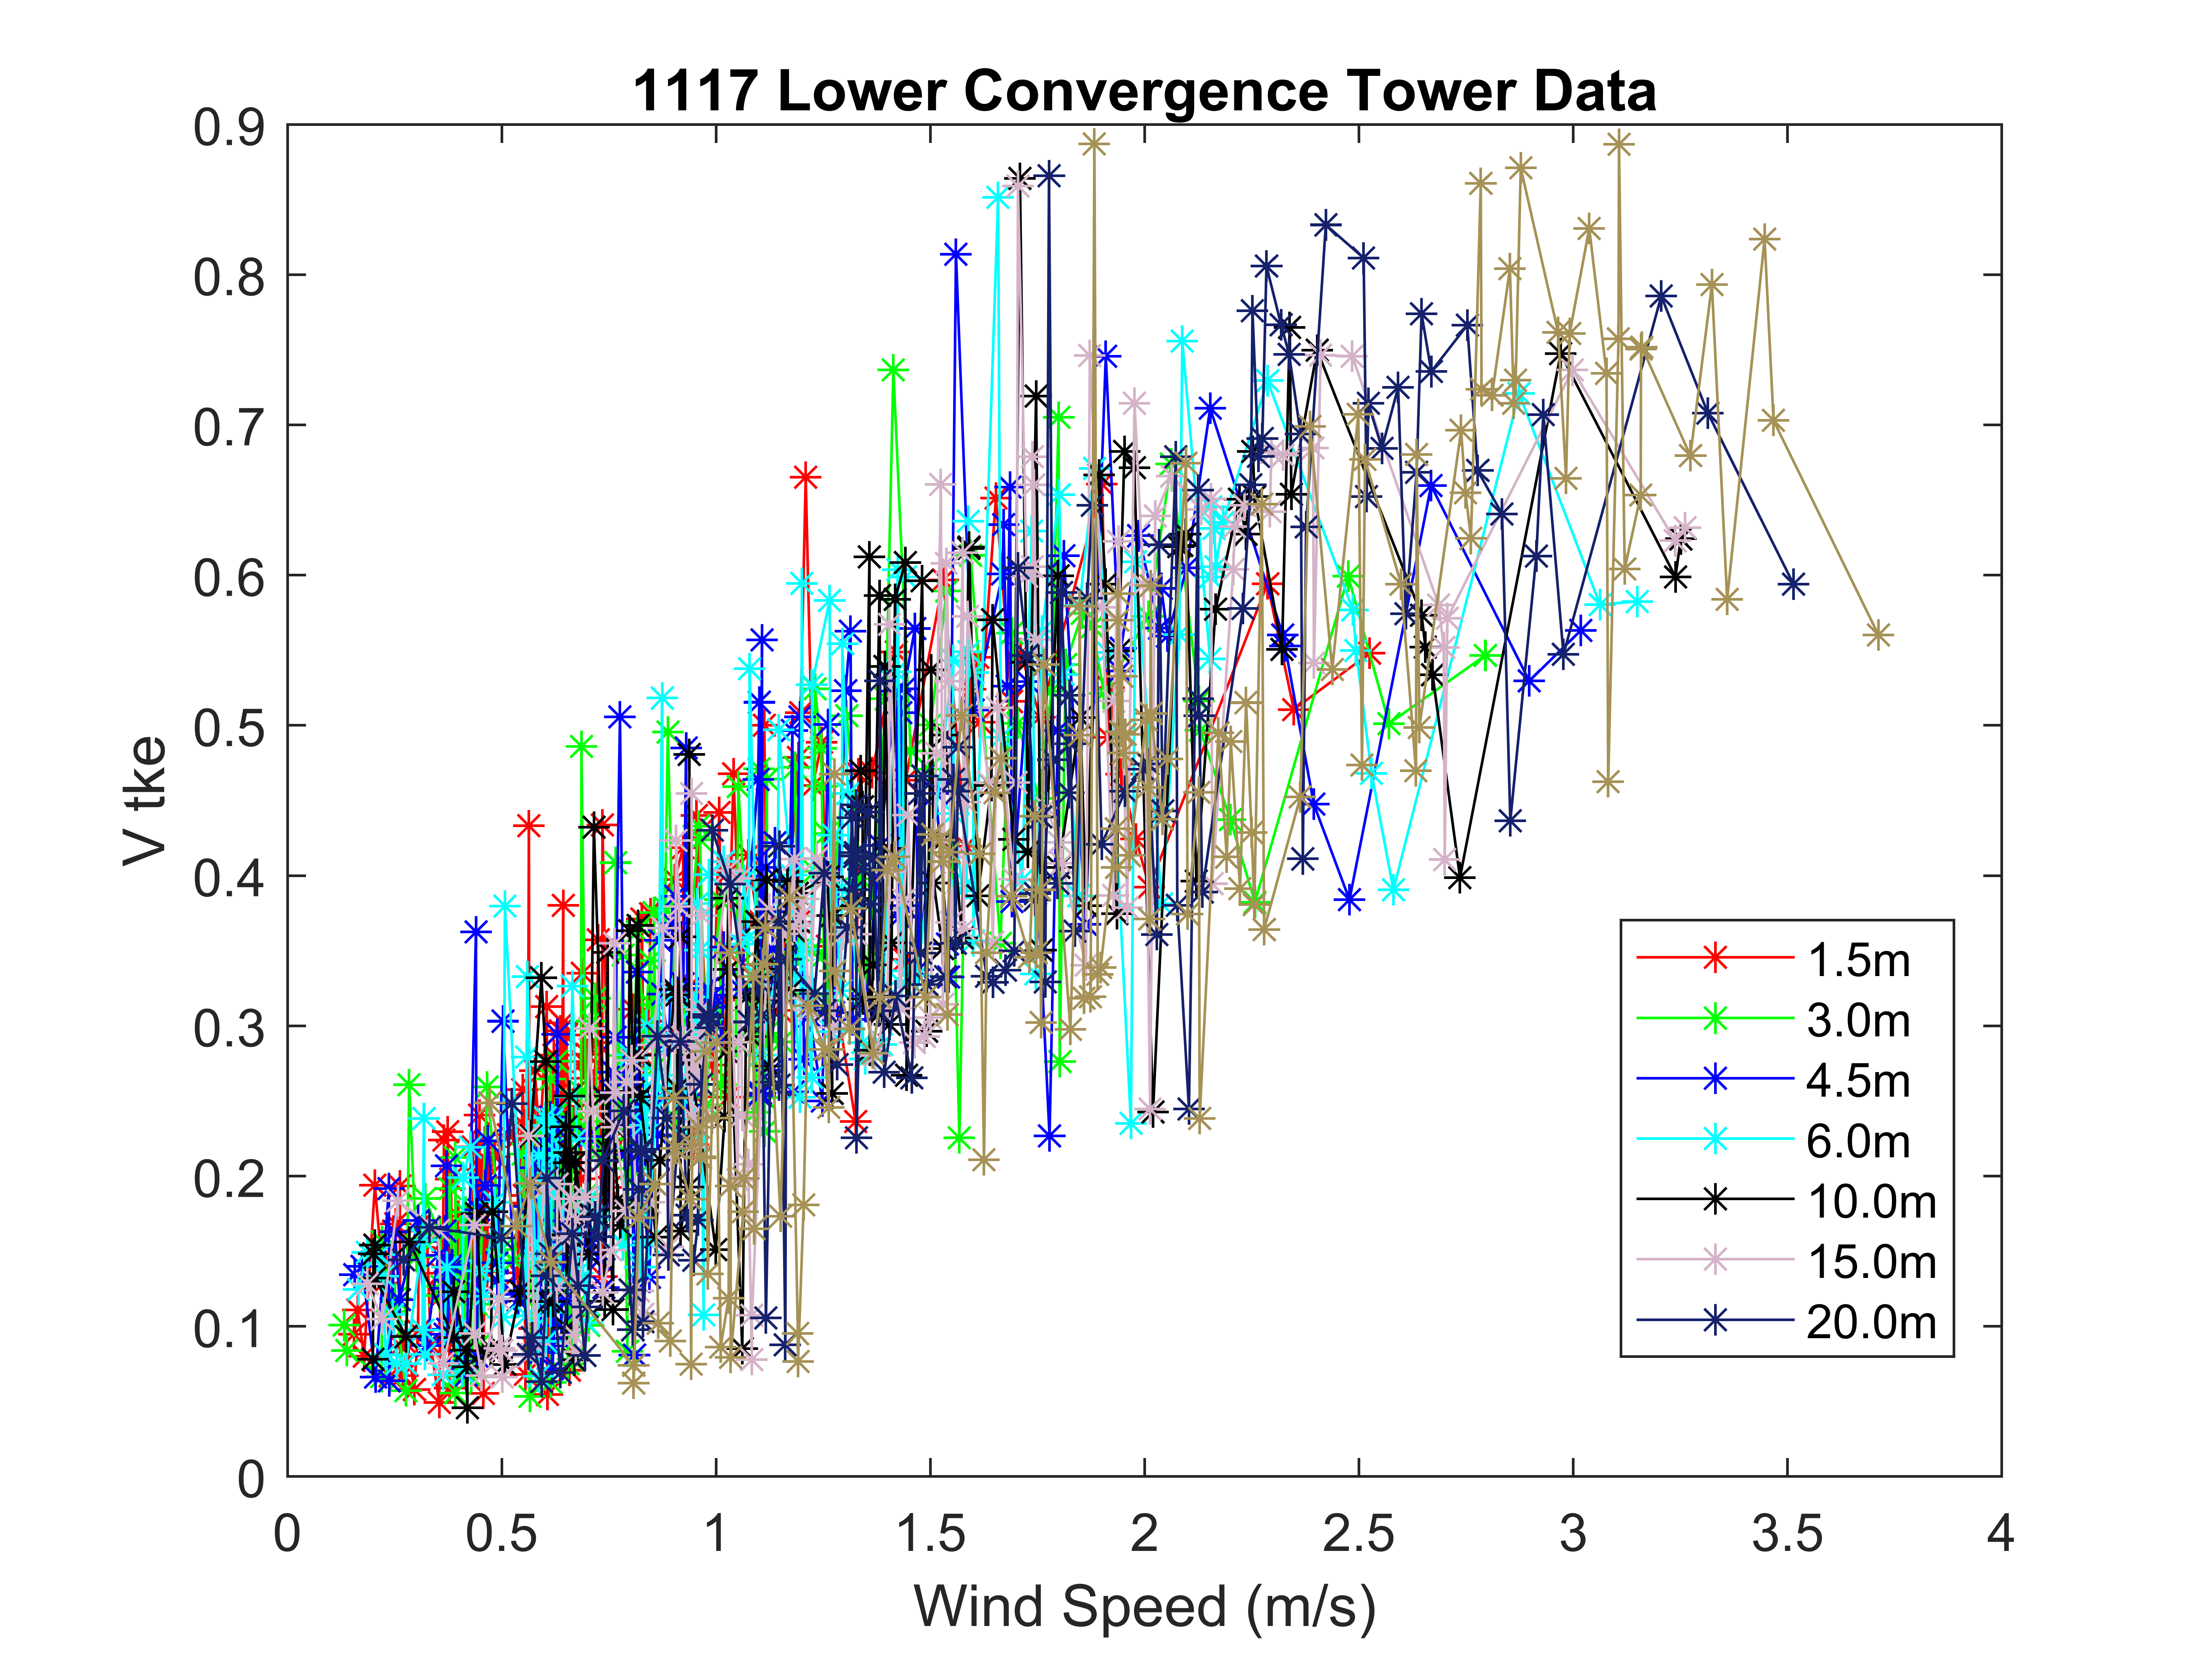 1117 Lower Convergence Tower Data
0.9
0.8
0.7
0.6
0.5
0.4
0.3
0.2
0.1
0
V tke
1.5m
3.0m
4.5m
6.0m
10.0m
15.0m
20.0m
0 0.5 1 1.5 2 2.5 3 3.5 4
Wind Speed (m/s)